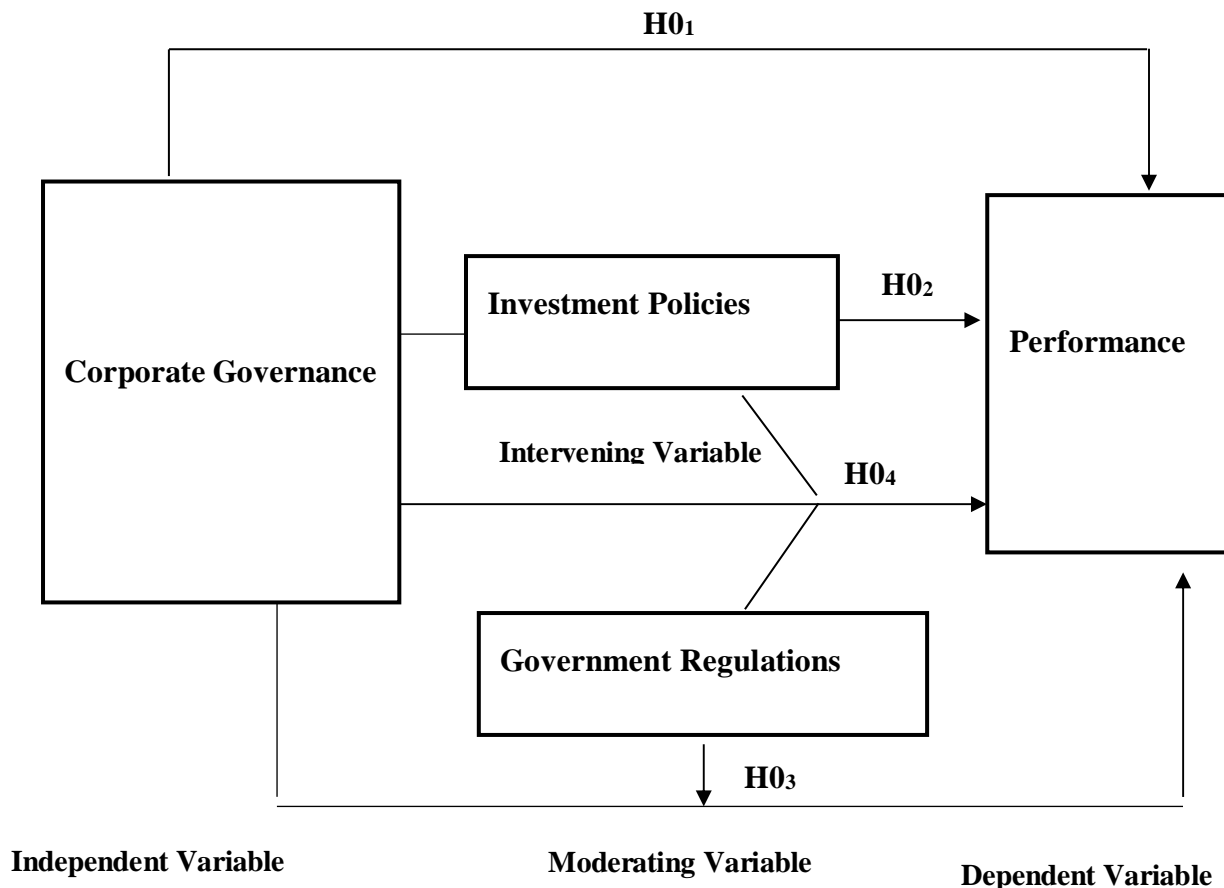 H0₁
Investment Policies
H0₂
Corporate Governance
Performance
Intervening Variable
H0₄
Government Regulations
H0₃
Independent Variable
Moderating Variable
Dependent Variable